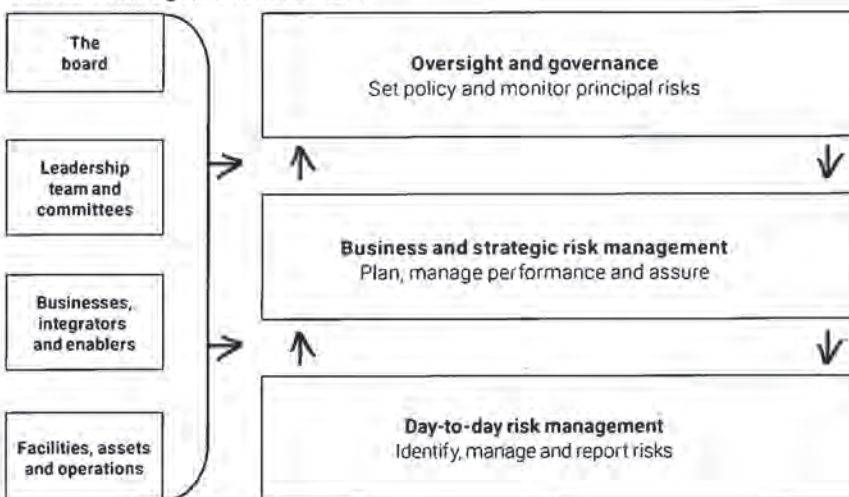 The
board
Leadership
team and
committees
Businesses,
integrators
and enablers
Facilities, assets
and operations
Oversight and governance
Set policy and monitor principal risks
Business and strategic risk management
Plan, manage performance and assure
Day-to-day risk management
Identify, manage and report risks